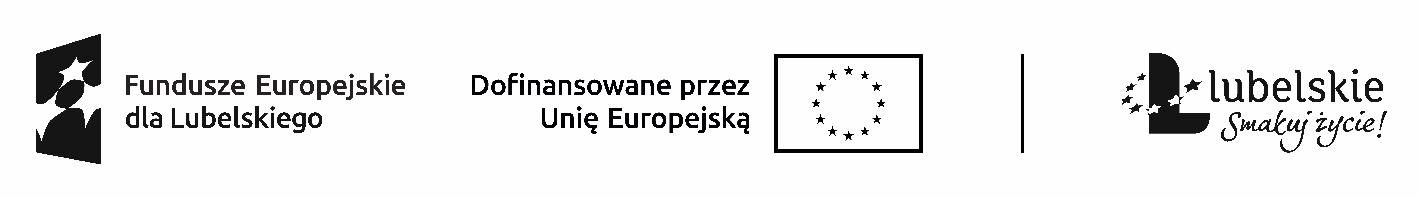 Fundusze Europejskie
dla Lubelskiego
Dofinansowane przez
Unię Europejską
lubelskie
Smakuj życie!